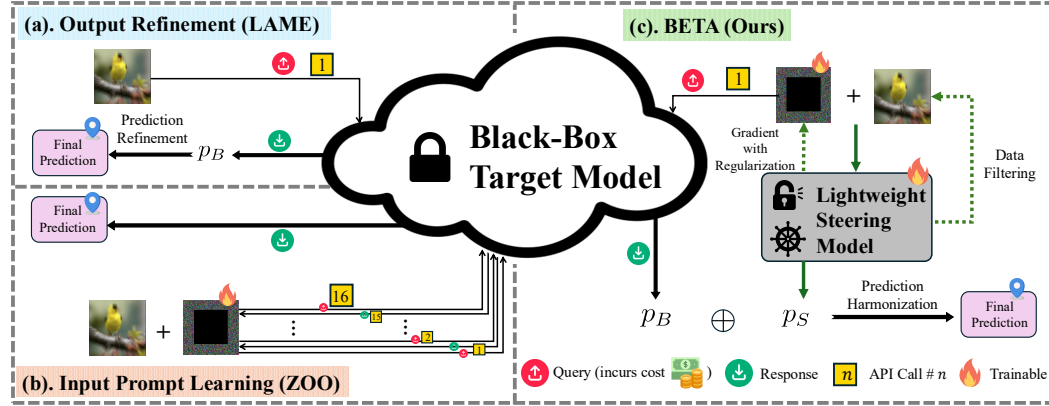 (a). Output Refinement (LAME)
1
Prediction
Refinement
Final
Prediction
p_B
Final
Prediction
16
15
2
1
(b). Input Prompt Learning (ZOO)
Black-Box
Target Model
(c). BETA (Ours)
1
Gradient
with
Regularization
Data
Filtering
Lightweight
Steering
Model
p_B ⊕ p_S
Prediction
Harmonization
Final
Prediction
Query (incurs cost )
Response
n API Call # n
Trainable